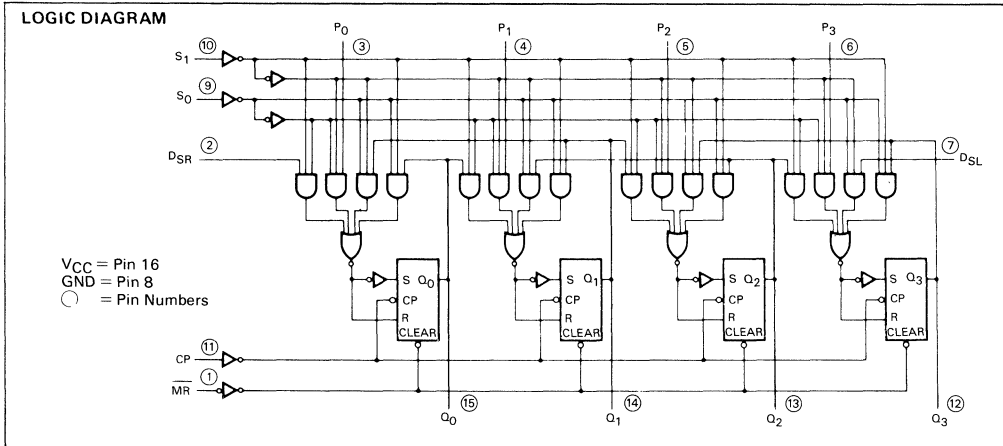 LOGIC DIAGRAM
P0 P1 P2 P3
③ ④ ⑤ ⑥
⑩
S1
⑨
S0
② ⑦
DSR DSL
VCC = Pin 16
GND = Pin 8
◯ = Pin Numbers
S Q0 S Q1 S Q2 S Q3
CP CP CP CP
R R R R
CLEAR CLEAR CLEAR CLEAR
⑪
CP
①
M̅R̅
⑮ ⑭ ⑬ ⑫
Q0 Q1 Q2 Q3